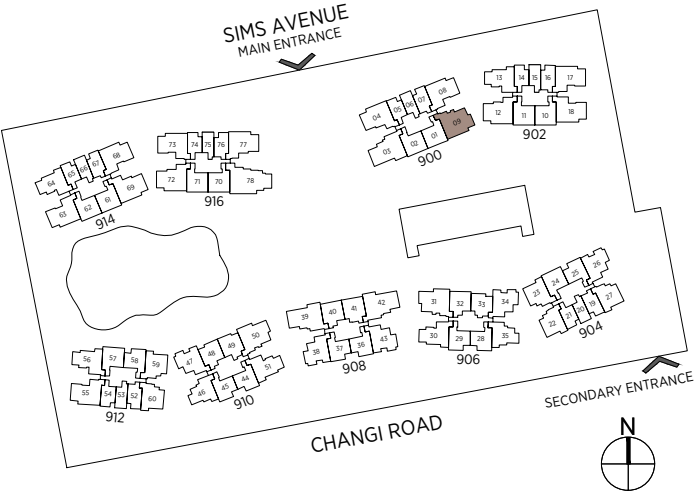 SIMS AVENUE
MAIN ENTRANCE
04 05 06 07 08
03 02 01 09
900
13 14 15 16 17
12 11 10 18
902
64 65 66 67 68
63 62 61 69
914
73 74 75 76 77
72 71 70 78
916
23 24 25 26
22 21 20 19 27
904
39 40 41 42
38 37 36 43
908
31 32 33 34
30 29 28 35
906
56 57 58 59
55 54 53 52 60
912
47 48 49 50
46 45 44 51
910
SECONDARY ENTRANCE
CHANGI ROAD
N